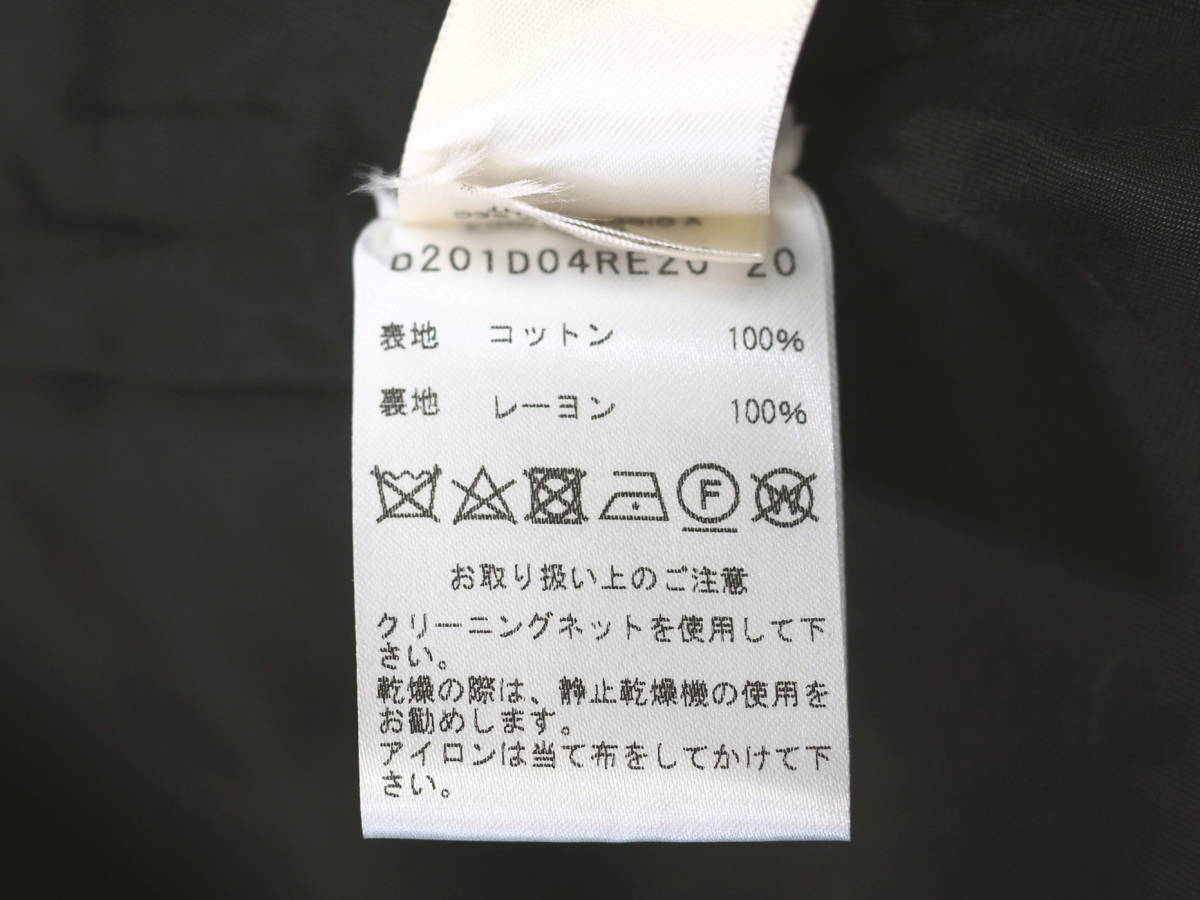 B201D04RE20 20
表地 コットン 100%
裏地 レーヨン 100%
F
W
お取り扱い上のご注意
クリーニングネットを使用して下
さい。
乾燥の際は、静止乾燥機の使用を
お勧めします。
アイロンは当て布をしてかけて下
さい。